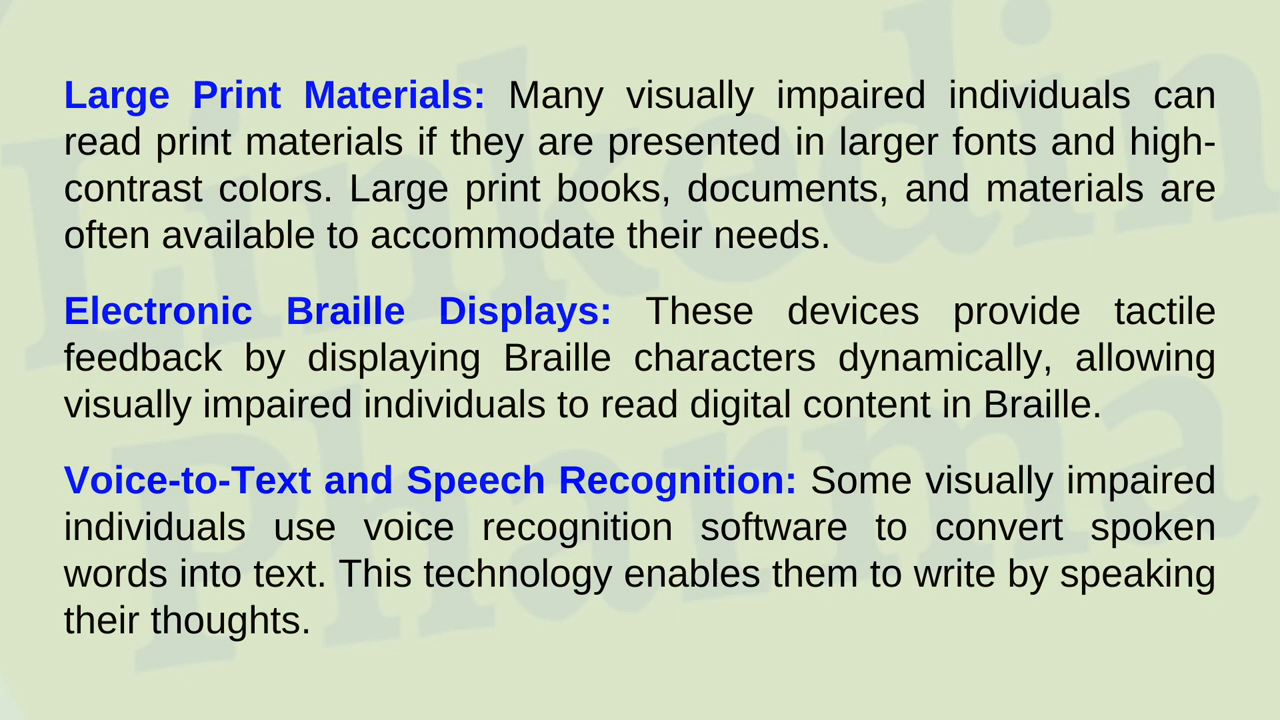 Large Print Materials: Many visually impaired individuals can
read print materials if they are presented in larger fonts and high-
contrast colors. Large print books, documents, and materials are
often available to accommodate their needs.
Electronic Braille Displays: These devices provide tactile
feedback by displaying Braille characters dynamically, allowing
visually impaired individuals to read digital content in Braille.
Voice-to-Text and Speech Recognition: Some visually impaired
individuals use voice recognition software to convert spoken
words into text. This technology enables them to write by speaking
their thoughts.
Linkedin
Pharma